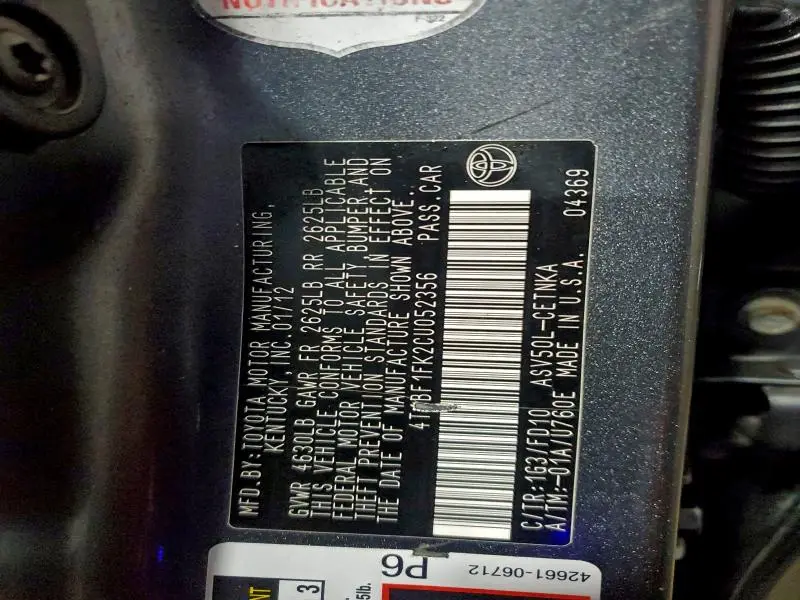 NOTIFICATIONS
MFD.BY:TOYOTA MOTOR MANUFACTURING,
KENTUCKY, INC. 01/12
GVWR 4630LB GAWR FR 2625LB RR 2625LB
THIS VEHICLE CONFORMS TO ALL APPLICABLE
FEDERAL MOTOR VEHICLE SAFETY,BUMPER,AND
THEFT PREVENTION STANDARDS IN EFFECT ON
THE DATE OF MANUFACTURE SHOWN ABOVE.
4T1BF1FK2CU052356 PASS.CAR
C/TR:1G3/FD10 ASV50L-CETNKA
A/TM:-01A/U760E MADE IN U.S.A. 04369
P6
42661-06712
3
5lb.